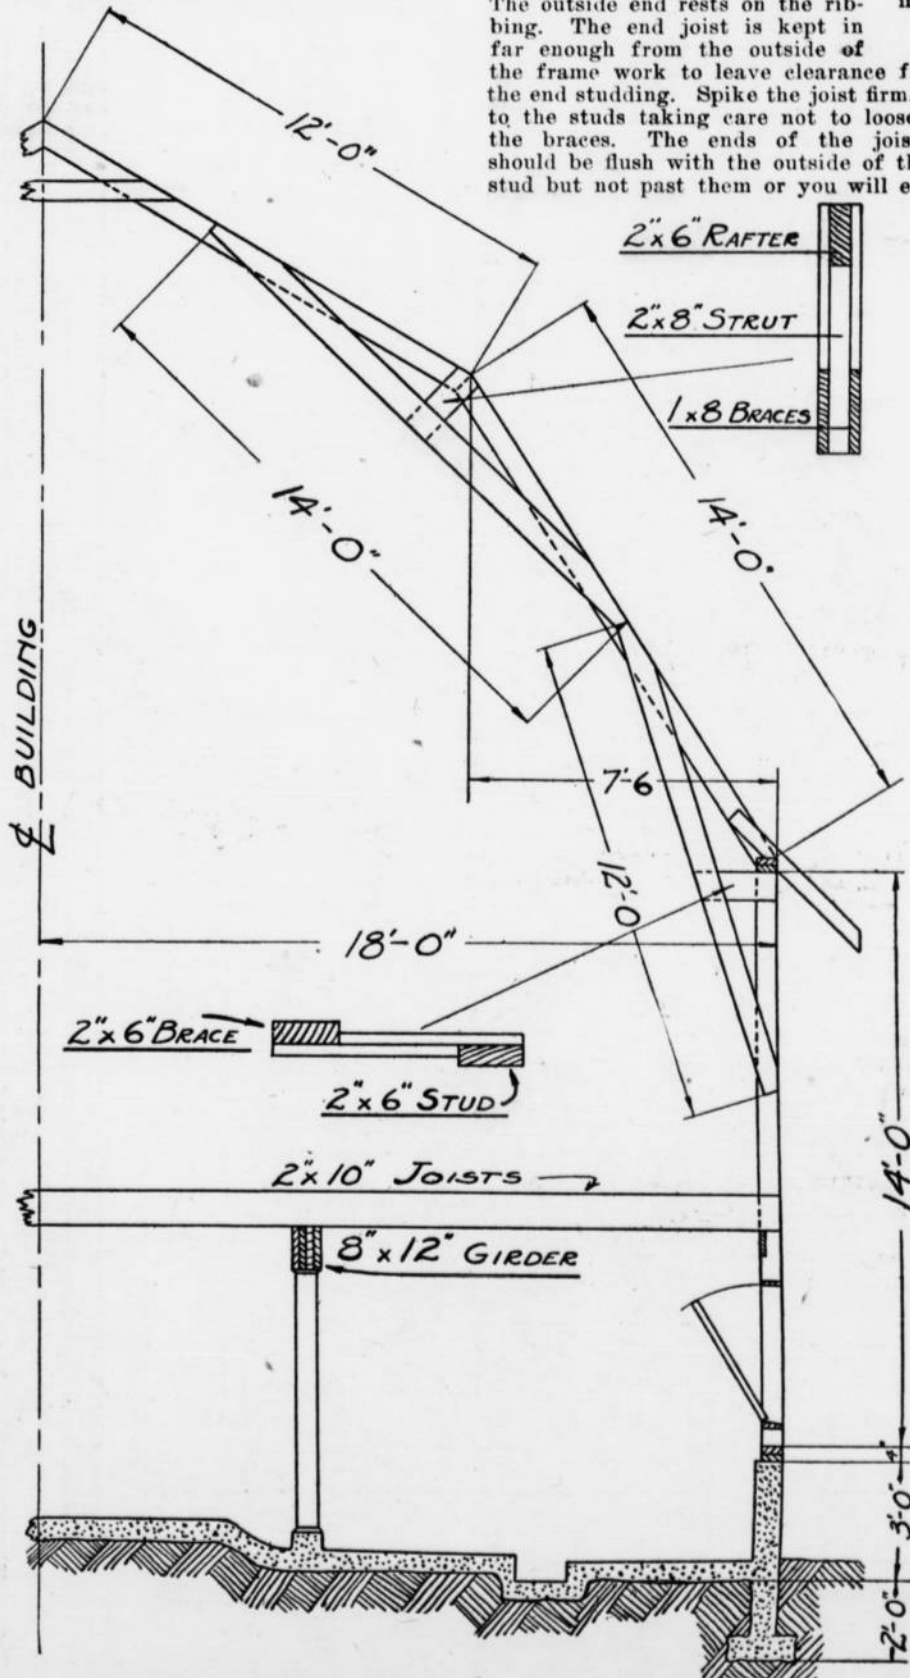 The outside end rests on the rib-
bing. The end joist is kept in
far enough from the outside of
the frame work to leave clearance
the end studding. Spike the joist
to the studs taking care not to
the braces. The ends of the
should be flush with the outside of
stud but not past them or you will
12'-0"
2"x6" RAFTER
2"x8" STRUT
1x8 BRACES
14'-0"
14'-0"
℄ BUILDING
7'-6
12'-0
18'-0"
2"x6" BRACE
2"x6" STUD
14'-0"
2"x10" JOISTS
8"x12" GIRDER
4"
3'-0"
2'-0"